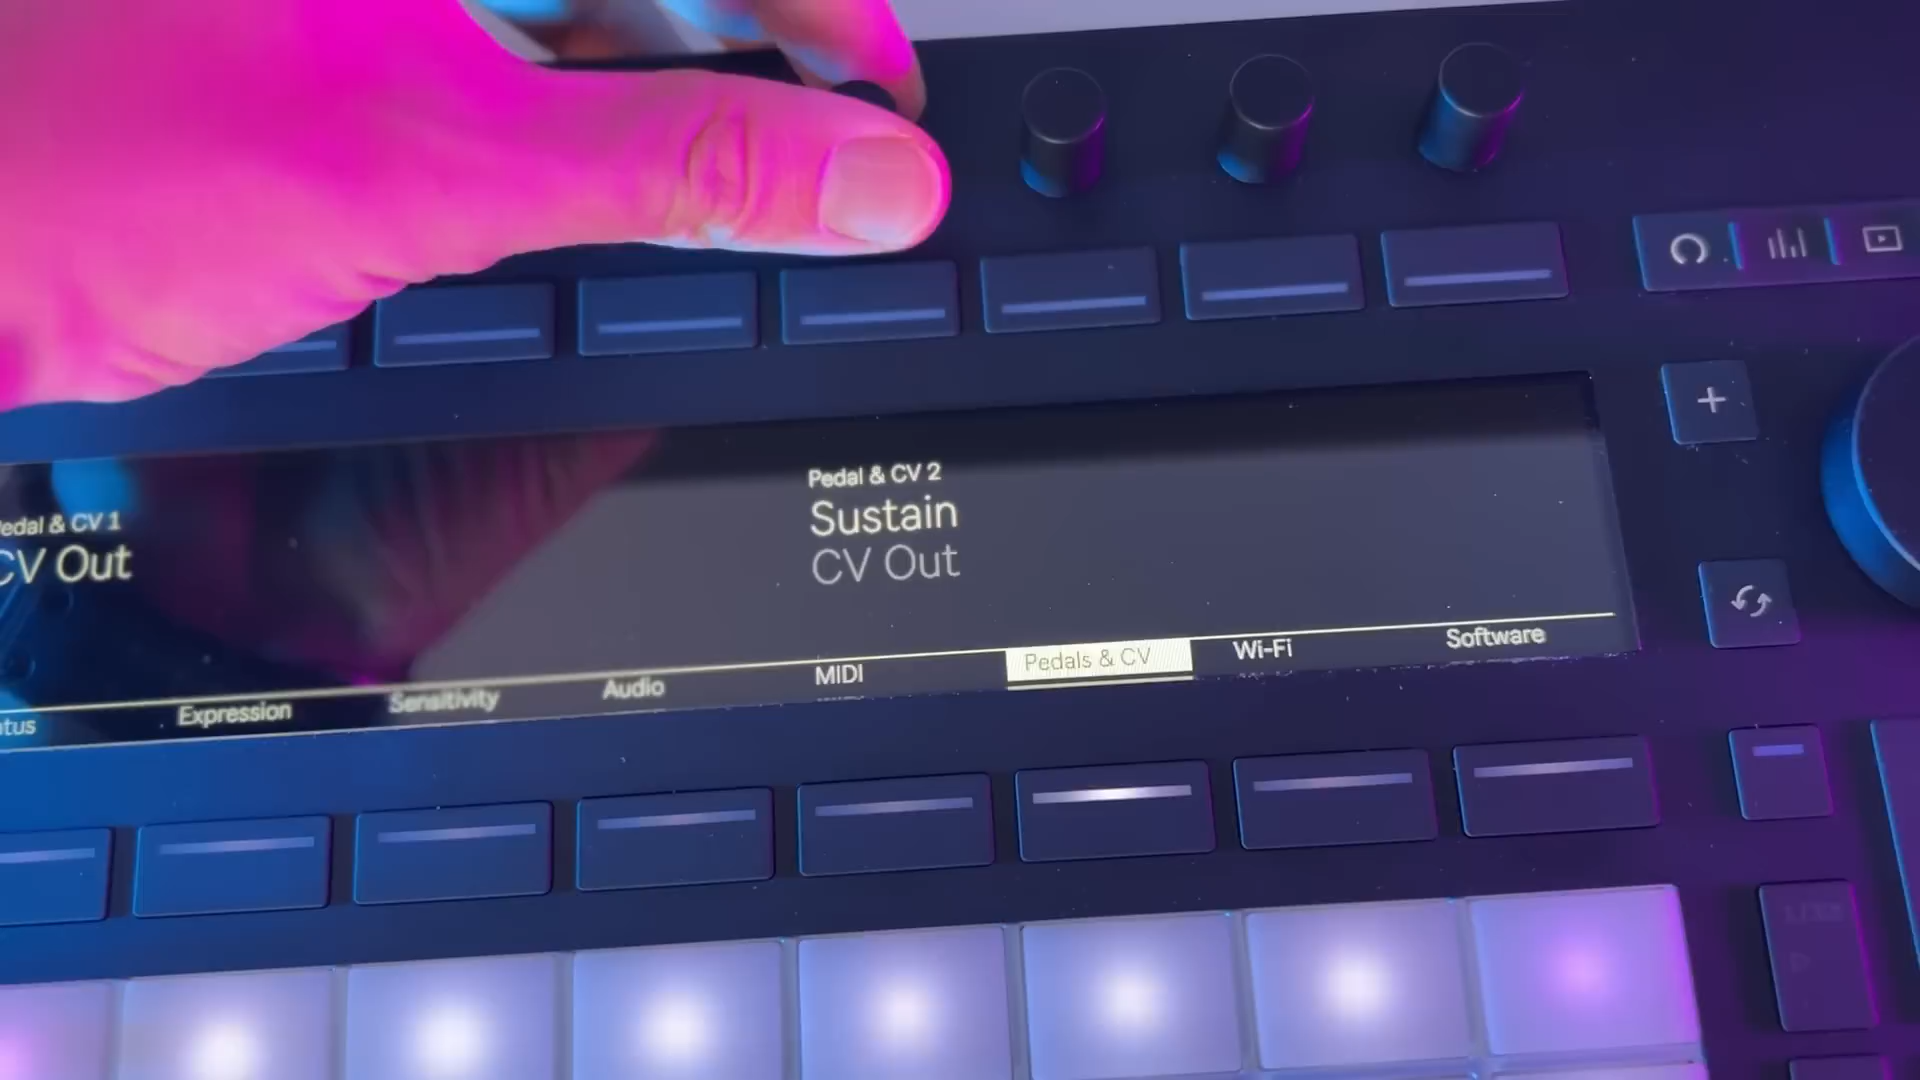 Pedal & CV 2
Sustain
CV Out
edal & CV 1
CV Out
tus
Expression
Sensitivity
Audio
MIDI
Pedals & CV
Wi-Fi
Software